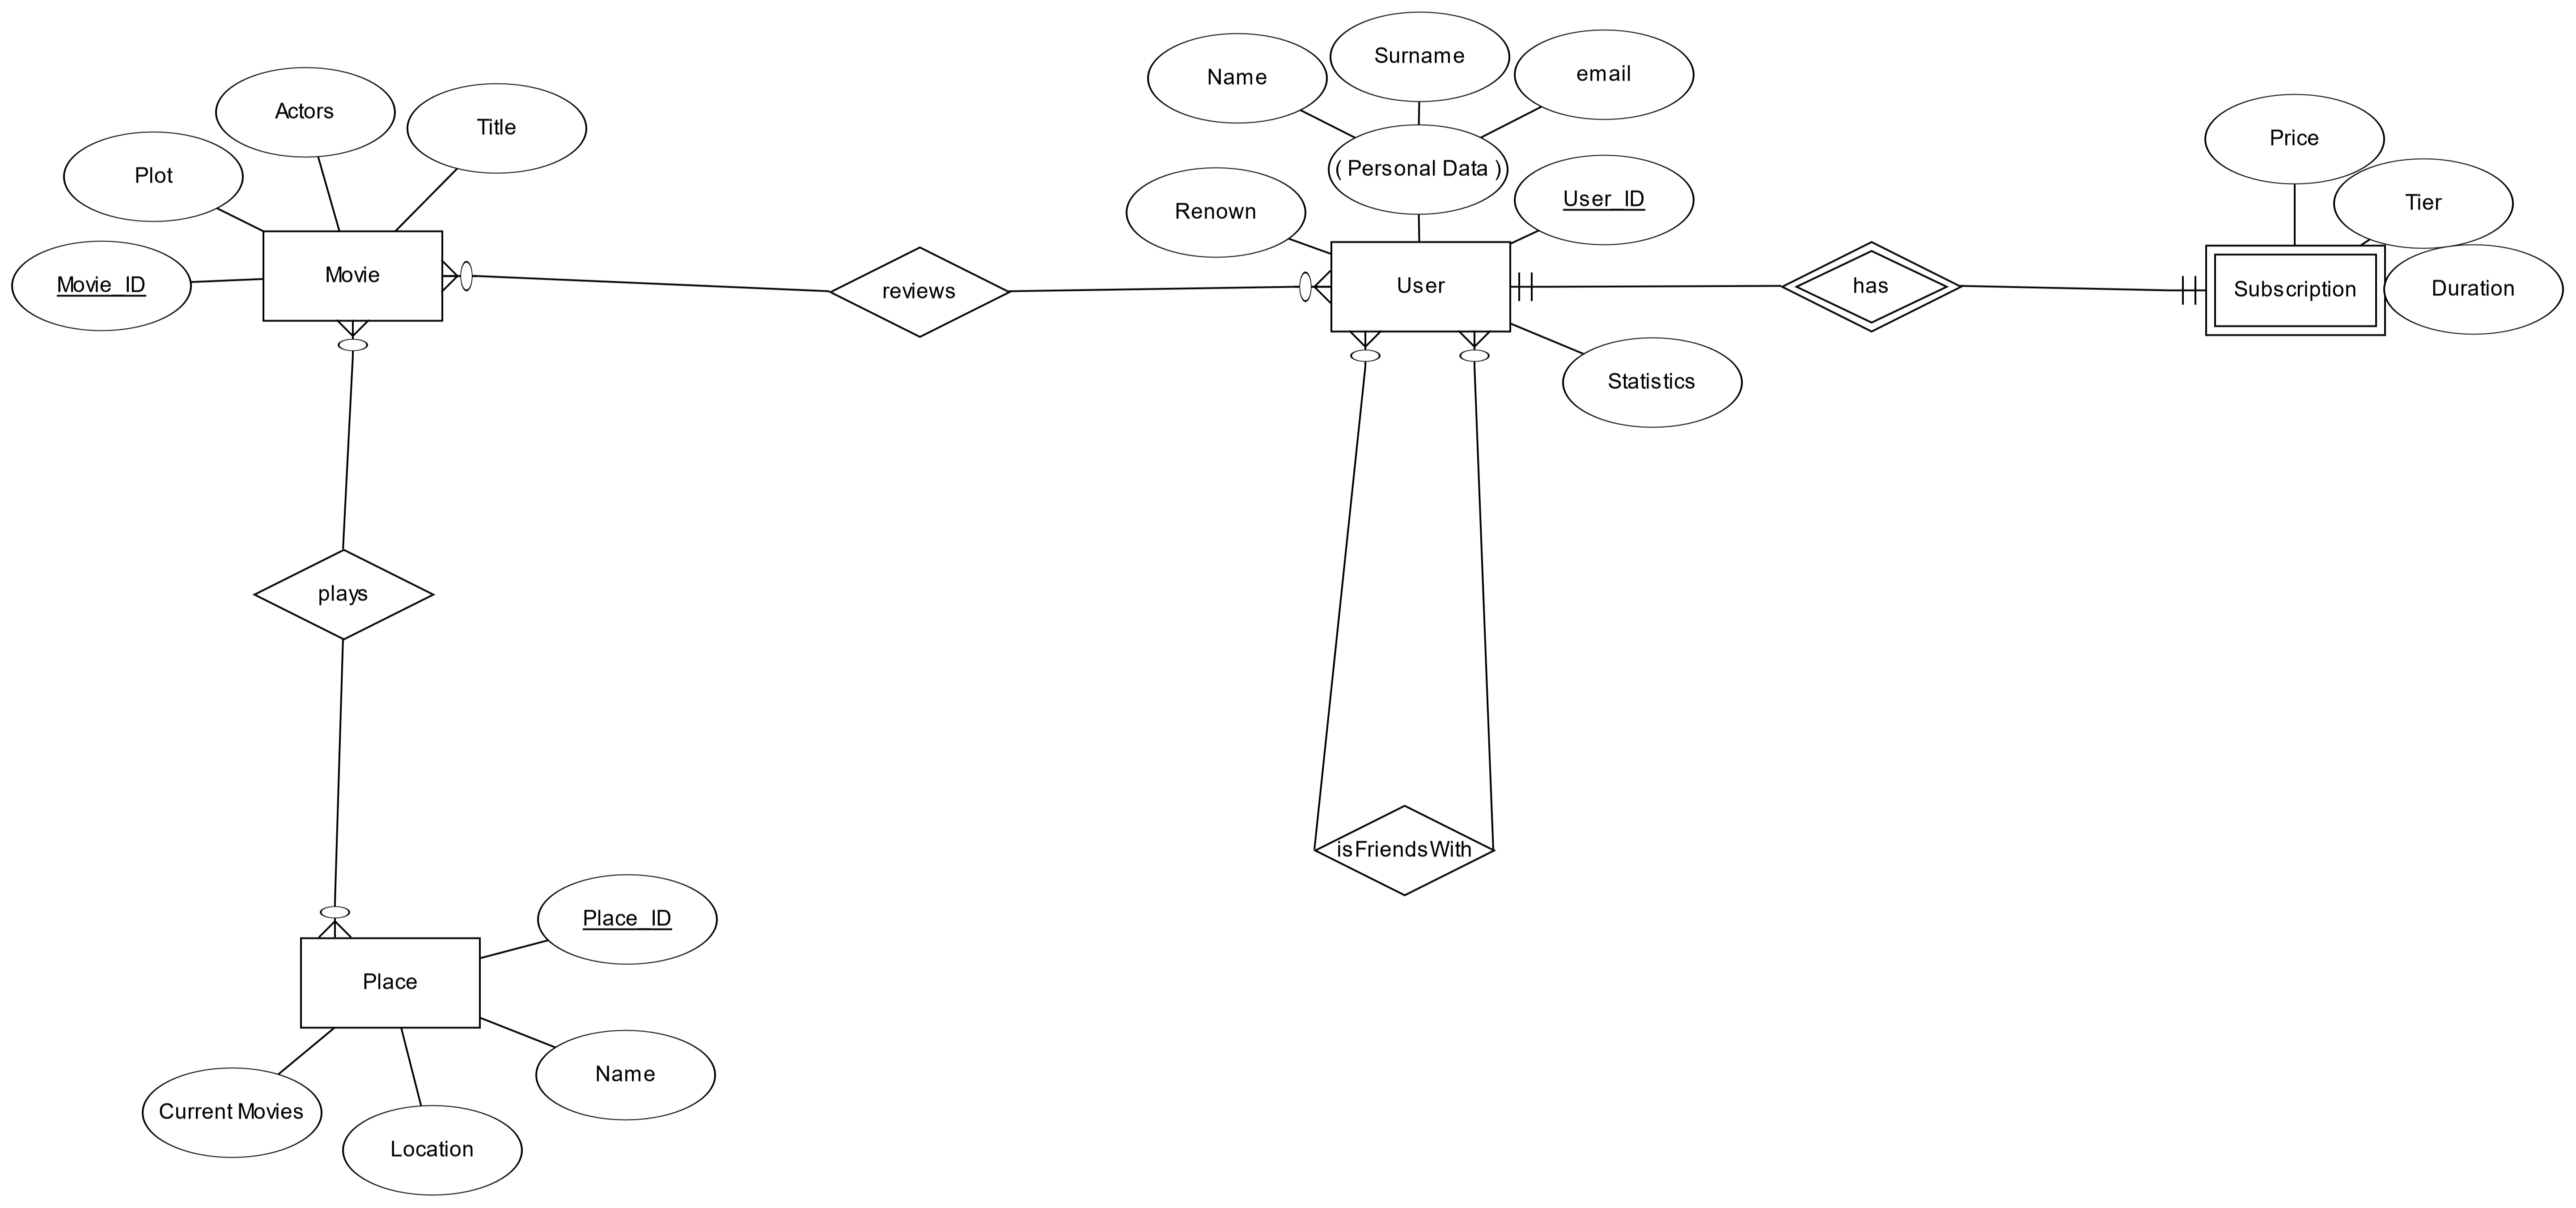 Surname
email
Name
Actors
Title
Price
( Personal Data )
Plot
User_ID
Tier
Renown
Movie
Movie_ID
reviews
User
has
Subscription
Duration
Statistics
plays
isFriendsWith
Place_ID
Place
Name
Current Movies
Location